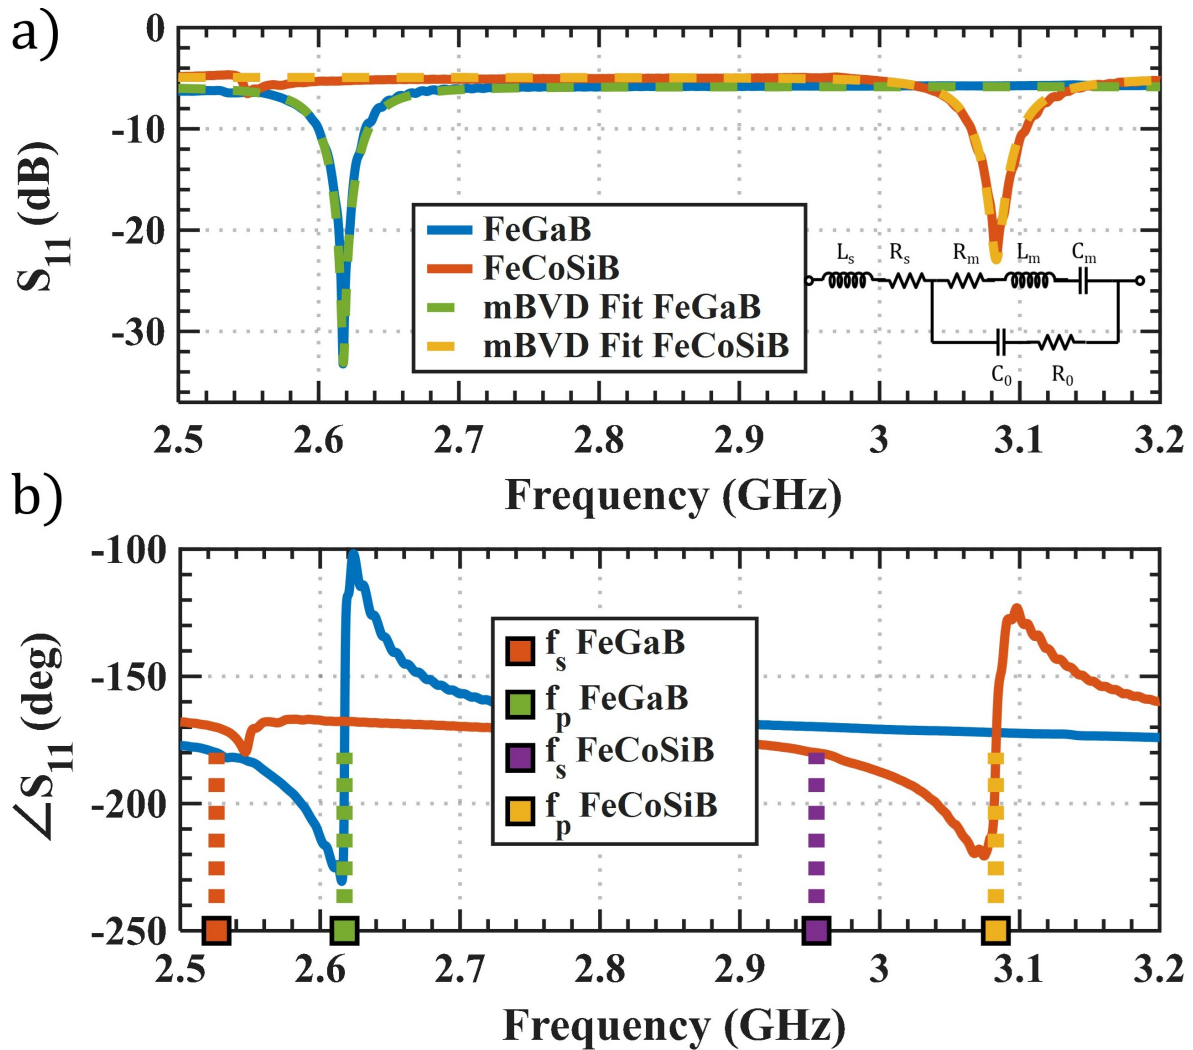 a)
0
-10
-20
-30
S11 (dB)
FeGaB
FeCoSiB
mBVD Fit FeGaB
mBVD Fit FeCoSiB
Ls Rs Rm Lm Cm
C0 R0
2.5 2.6 2.7 2.8 2.9 3 3.1 3.2
Frequency (GHz)
b)
-100
-150
-200
-250
∠S11 (deg)
fs FeGaB
fp FeGaB
fs FeCoSiB
fp FeCoSiB
2.5 2.6 2.7 2.8 2.9 3 3.1 3.2
Frequency (GHz)